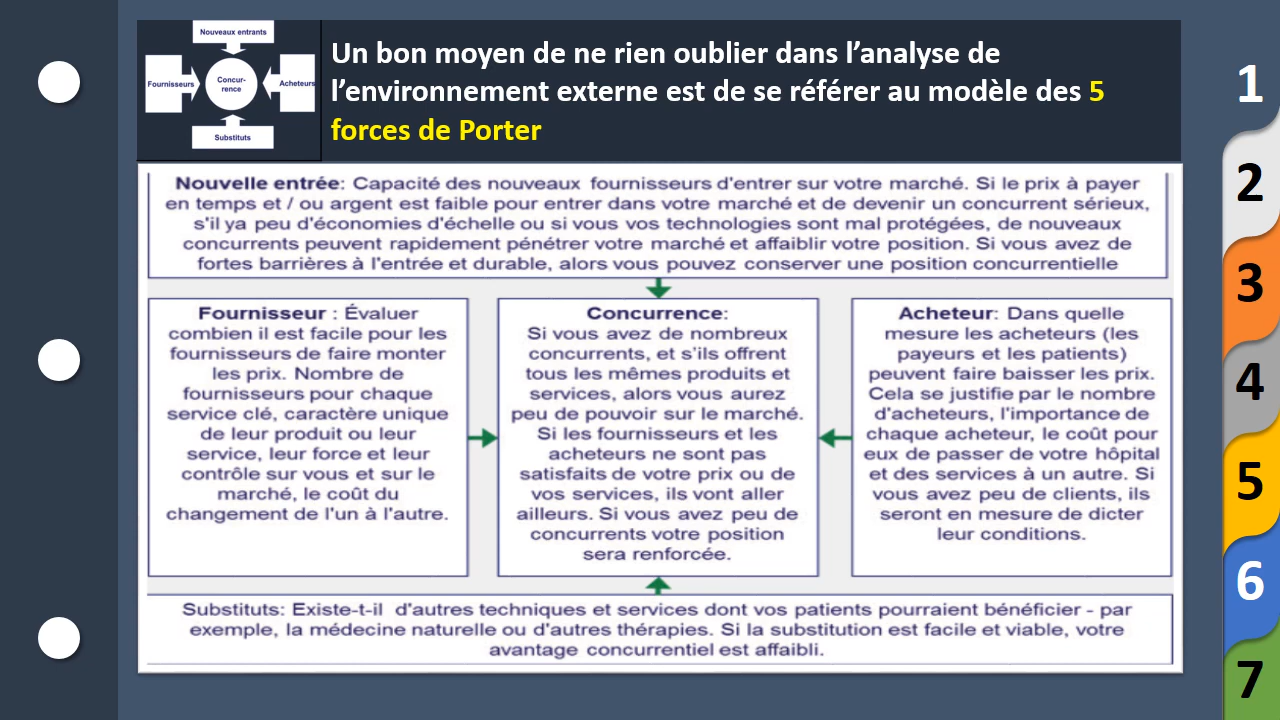 Nouveaux entrants
Fournisseurs
Concur-
rence
Acheteurs
Substituts
Un bon moyen de ne rien oublier dans l’analyse de
l’environnement externe est de se référer au modèle des 5
forces de Porter
Nouvelle entrée: Capacité des nouveaux fournisseurs d'entrer sur votre marché. Si le prix à payer
en temps et / ou argent est faible pour entrer dans votre marché et de devenir un concurrent sérieux,
s'il ya peu d'économies d'échelle ou si vous vos technologies sont mal protégées, de nouveaux
concurrents peuvent rapidement pénétrer votre marché et affaiblir votre position. Si vous avez de
fortes barrières à l'entrée et durable, alors vous pouvez conserver une position concurrentielle
Fournisseur : Évaluer
combien il est facile pour les
fournisseurs de faire monter
les prix. Nombre de
fournisseurs pour chaque
service clé, caractère unique
de leur produit ou leur
service, leur force et leur
contrôle sur vous et sur le
marché, le coût du
changement de l'un à l'autre.
Concurrence:
Si vous avez de nombreux
concurrents, et s’ils offrent
tous les mêmes produits et
services, alors vous aurez
peu de pouvoir sur le marché.
Si les fournisseurs et les
acheteurs ne sont pas
satisfaits de votre prix ou de
vos services, ils vont aller
ailleurs. Si vous avez peu de
concurrents votre position
sera renforcée.
Acheteur: Dans quelle
mesure les acheteurs (les
payeurs et les patients)
peuvent faire baisser les prix.
Cela se justifie par le nombre
d'acheteurs, l'importance de
chaque acheteur, le coût pour
eux de passer de votre hôpital
et des services à un autre. Si
vous avez peu de clients, ils
seront en mesure de dicter
leur conditions.
Substituts: Existe-t-il d'autres techniques et services dont vos patients pourraient bénéficier - par
exemple, la médecine naturelle ou d'autres thérapies. Si la substitution est facile et viable, votre
avantage concurrentiel est affaibli.
1
2
3
4
5
6
7